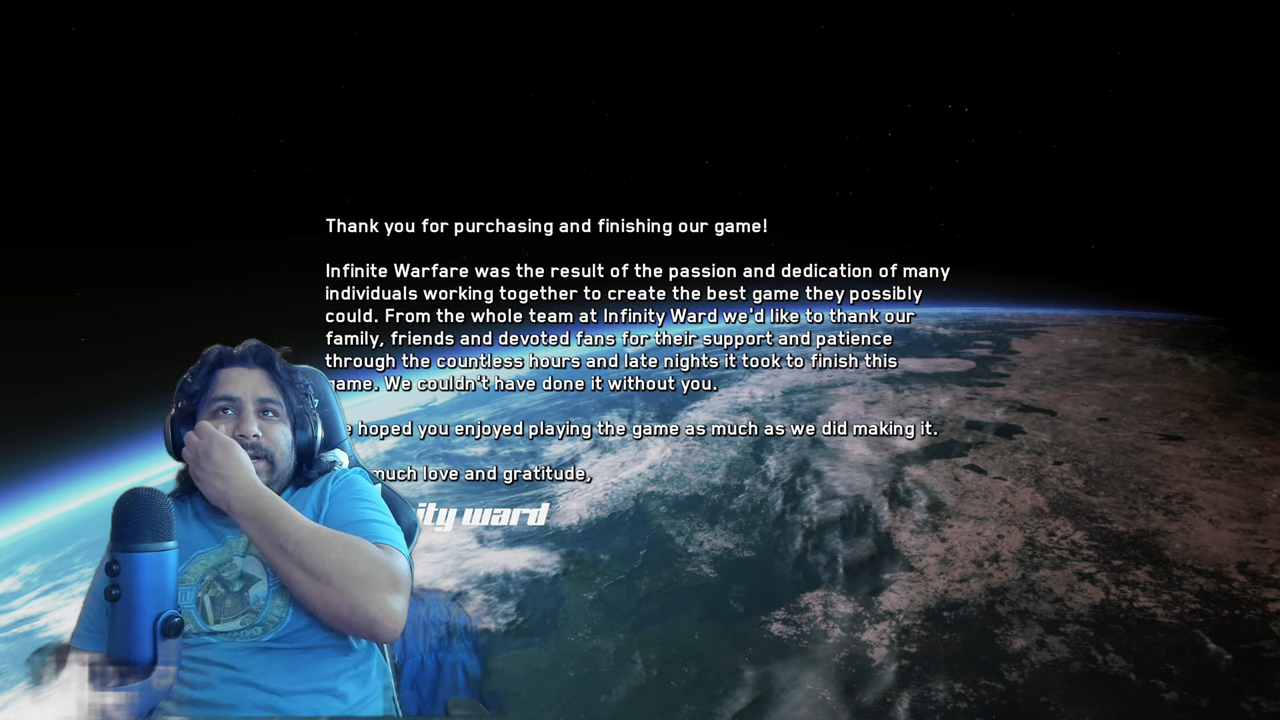 Thank you for purchasing and finishing our game!
Infinite Warfare was the result of the passion and dedication of many
individuals working together to create the best game they possibly
could. From the whole team at Infinity Ward we'd like to thank our
family, friends and devoted fans for their support and patience
through the countless hours and late nights it took to finish this
game. We couldn't have done it without you.
hoped you enjoyed playing the game as much as we did making it.
much love and gratitude,
ity ward